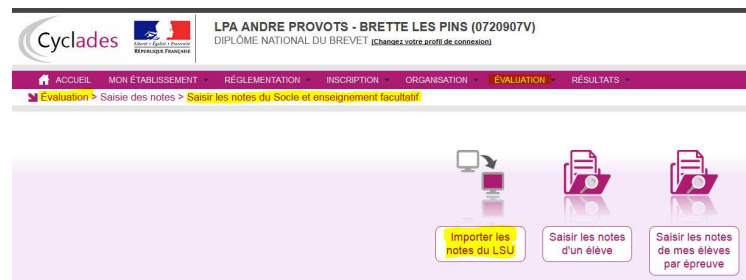 Cyclades
Liberté • Égalité • Fraternité
RÉPUBLIQUE FRANÇAISE
LPA ANDRE PROVOTS - BRETTE LES PINS (0720907V)
DIPLÔME NATIONAL DU BREVET (Changez votre profil de connexion)
ACCUEIL MON ÉTABLISSEMENT RÉGLEMENTATION INSCRIPTION ORGANISATION ÉVALUATION RÉSULTATS
Évaluation > Saisie des notes > Saisir les notes du Socle et enseignement facultatif
Importer les
notes du LSU
Saisir les notes
d'un élève
Saisir les notes
de mes élèves
par épreuve